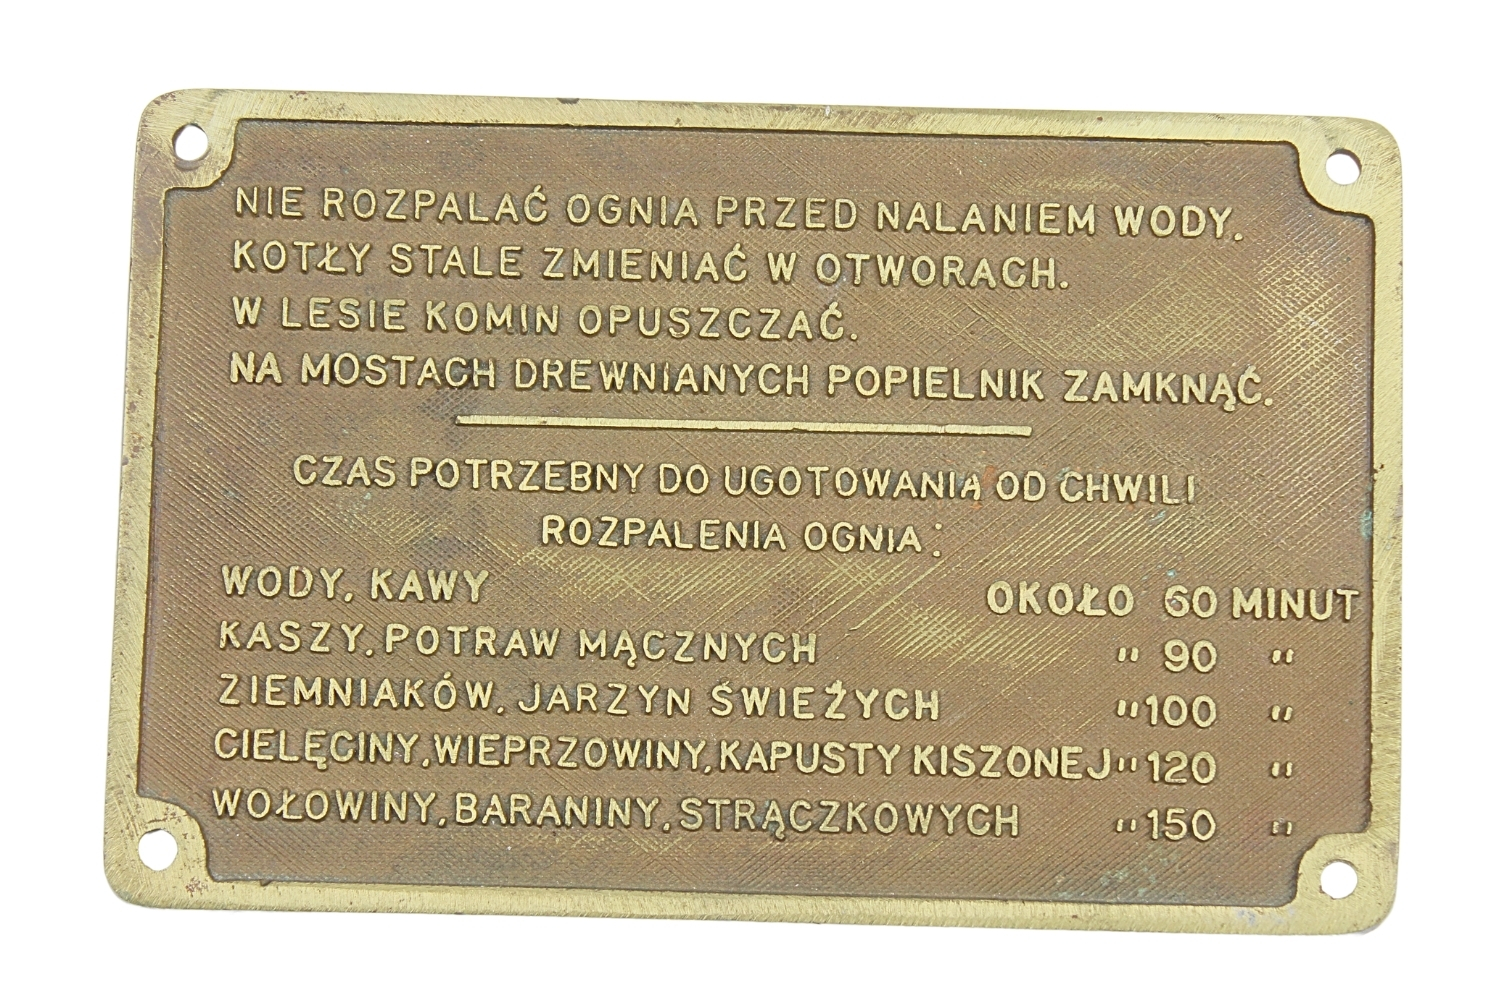 NIE ROZPALAĆ OGNIA PRZED NALANIEM WODY.
KOTŁY STALE ZMIENIAĆ W OTWORACH.
W LESIE KOMIN OPUSZCZAĆ.
NA MOSTACH DREWNIANYCH POPIELNIK ZAMKNĄĆ.
CZAS POTRZEBNY DO UGOTOWANIA OD CHWILI
ROZPALENIA OGNIA:
WODY, KAWY OKOŁO 60 MINUT
KASZY, POTRAW MĄCZNYCH " 90 "
ZIEMNIAKÓW, JARZYN ŚWIEŻYCH " 100 "
CIELĘCINY, WIEPRZOWINY, KAPUSTY KISZONEJ " 120 "
WOŁOWINY, BARANINY, STRĄCZKOWYCH " 150 "